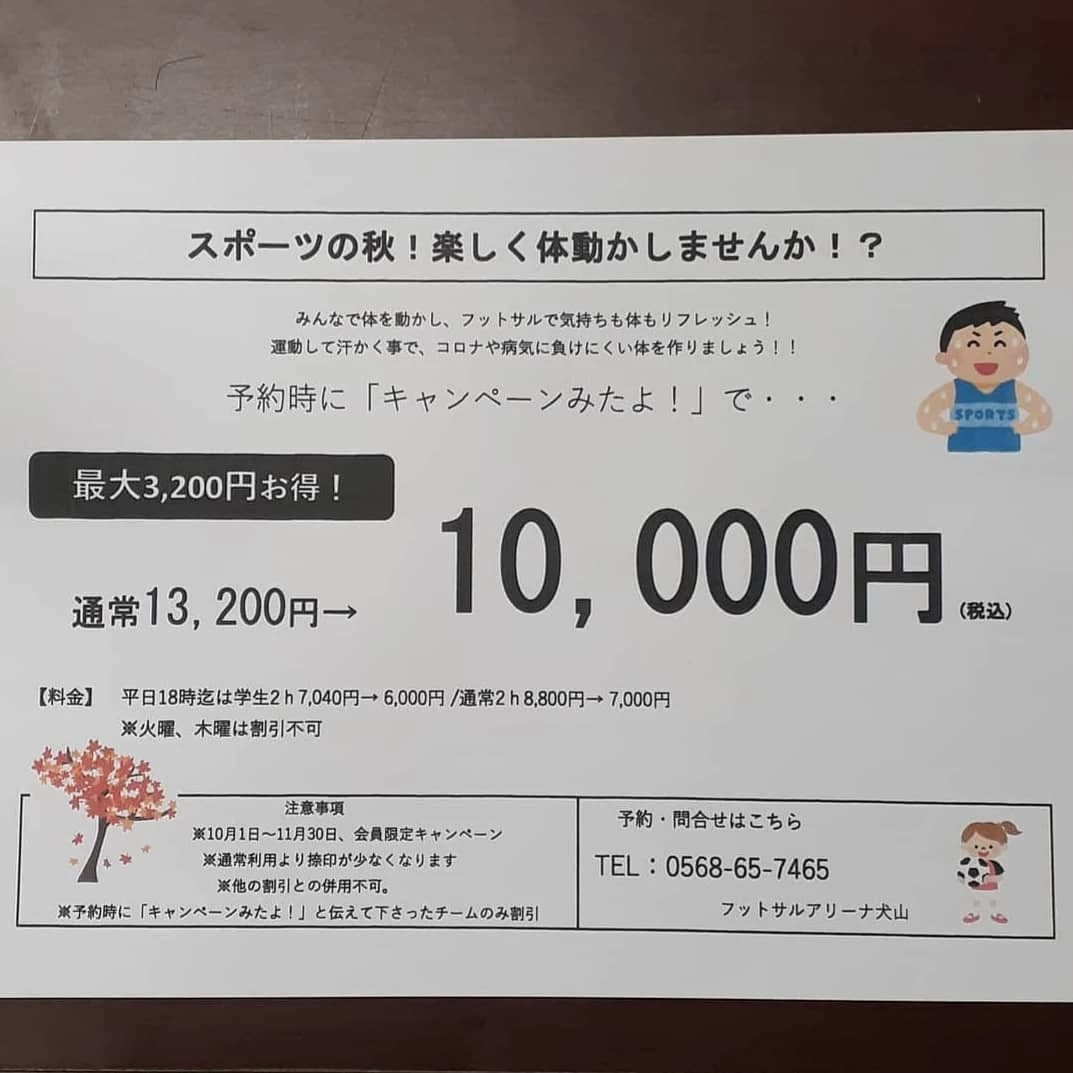 スポーツの秋！楽しく体動かしませんか！？
みんなで体を動かし、フットサルで気持ちも体もリフレッシュ！
運動して汗かく事で、コロナや病気に負けにくい体を作りましょう！！
予約時に「キャンペーンみたよ！」で・・・
SPORTS
最大3,200円お得！
通常13,200円→ 10,000円(税込)
【料金】 平日18時迄は学生2h7,040円→6,000円/通常2h8,800円→7,000円
※火曜、木曜は割引不可
注意事項
※10月1日～11月30日、会員限定キャンペーン
※通常利用より捺印が少なくなります
※他の割引との併用不可。
※予約時に「キャンペーンみたよ！」と伝えて下さったチームのみ割引
予約・問合せはこちら
TEL：0568-65-7465
フットサルアリーナ犬山